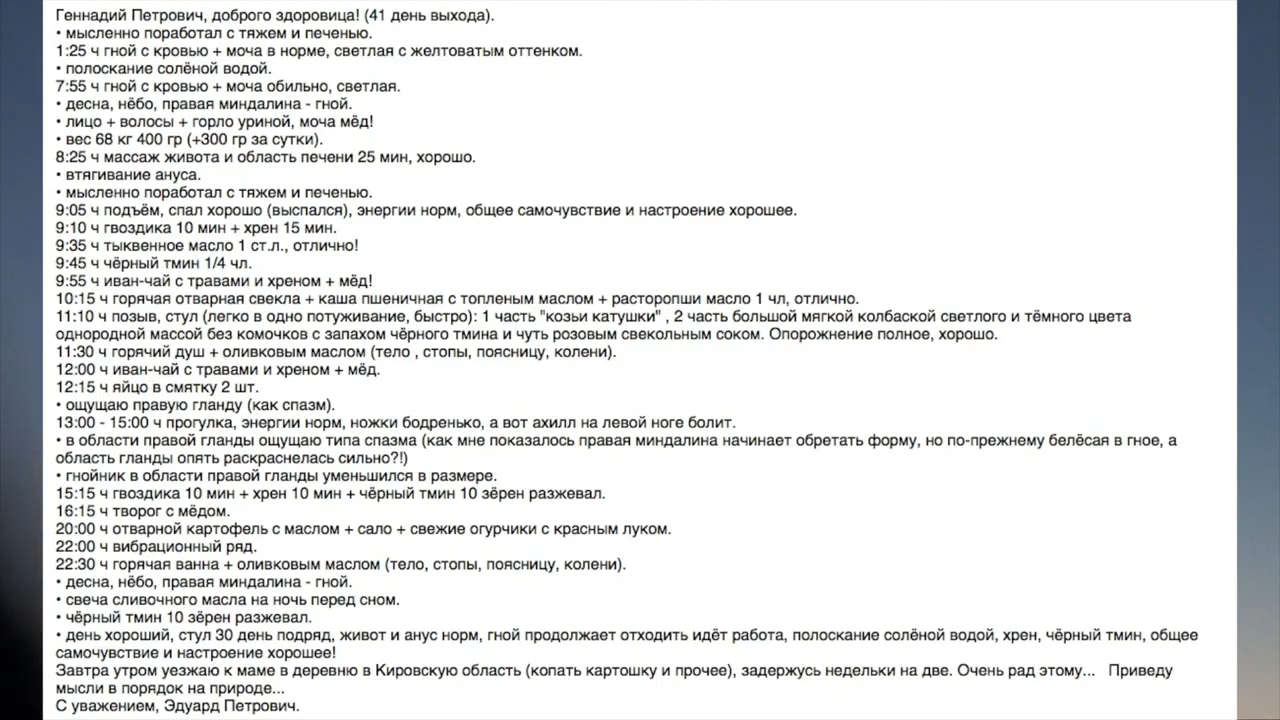 Геннадий Петрович, доброго здоровица! (41 день выхода).
• мысленно поработал с тяжем и печенью.
1:25 ч гной с кровью + моча в норме, светлая с желтоватым оттенком.
• полоскание солёной водой.
7:55 ч гной с кровью + моча обильно, светлая.
• десна, нёбо, правая миндалина - гной.
• лицо + волосы + горло уриной, моча мёд!
• вес 68 кг 400 гр (+300 гр за сутки).
8:25 ч массаж живота и область печени 25 мин, хорошо.
• втягивание ануса.
• мысленно поработал с тяжем и печенью.
9:05 ч подъём, спал хорошо (выспался), энергии норм, общее самочувствие и настроение хорошее.
9:10 ч гвоздика 10 мин + хрен 15 мин.
9:35 ч тыквенное масло 1 ст.л., отлично!
9:45 ч чёрный тмин 1/4 чл.
9:55 ч иван-чай с травами и хреном + мёд!
10:15 ч горячая отварная свекла + каша пшеничная с топленым маслом + расторопши масло 1 чл, отлично.
11:10 ч позыв, стул (легко в одно потуживание, быстро): 1 часть "козьи катушки" , 2 часть большой мягкой колбаской светлого и тёмного цвета
однородной массой без комочков с запахом чёрного тмина и чуть розовым свекольным соком. Опорожнение полное, хорошо.
11:30 ч горячий душ + оливковым маслом (тело , стопы, поясницу, колени).
12:00 ч иван-чай с травами и хреном + мёд.
12:15 ч яйцо в смятку 2 шт.
• ощущаю правую гланду (как спазм).
13:00 - 15:00 ч прогулка, энергии норм, ножки бодренько, а вот ахилл на левой ноге болит.
• в области правой гланды ощущаю типа спазма (как мне показалось правая миндалина начинает обретать форму, но по-прежнему белёсая в гное, а
область гланды опять раскраснелась сильно?!)
• гнойник в области правой гланды уменьшился в размере.
15:15 ч гвоздика 10 мин + хрен 10 мин + чёрный тмин 10 зёрен разжевал.
16:15 ч творог с мёдом.
20:00 ч отварной картофель с маслом + сало + свежие огурчики с красным луком.
22:00 ч вибрационный ряд.
22:30 ч горячая ванна + оливковым маслом (тело, стопы, поясницу, колени).
• десна, нёбо, правая миндалина - гной.
• свеча сливочного масла на ночь перед сном.
• чёрный тмин 10 зёрен разжевал.
• день хороший, стул 30 день подряд, живот и анус норм, гной продолжает отходить идёт работа, полоскание солёной водой, хрен, чёрный тмин, общее
самочувствие и настроение хорошее!
Завтра утром уезжаю к маме в деревню в Кировскую область (копать картошку и прочее), задержусь недельки на две. Очень рад этому... Приведу
мысли в порядок на природе...
С уважением, Эдуард Петрович.